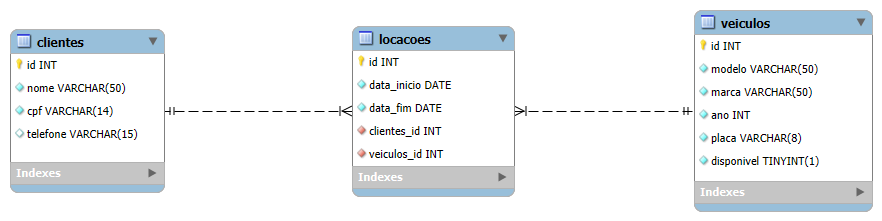 clientes
id INT
nome VARCHAR(50)
cpf VARCHAR(14)
telefone VARCHAR(15)
Indexes
locacoes
id INT
data_inicio DATE
data_fim DATE
clientes_id INT
veiculos_id INT
Indexes
veiculos
id INT
modelo VARCHAR(50)
marca VARCHAR(50)
ano INT
placa VARCHAR(8)
disponivel TINYINT(1)
Indexes